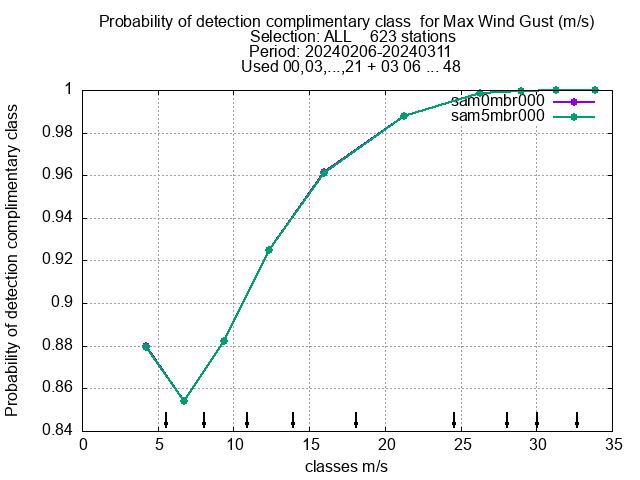 Probability of detection complimentary class  for Max Wind Gust (m/s)
Selection: ALL    623 stations
Period: 20240206-20240311
Used 00,03,...,21 + 03 06 ... 48
Probability of detection complimentary class
1
0.98
0.96
0.94
0.92
0.9
0.88
0.86
0.84
sam0mbr000
sam5mbr000
0 5 10 15 20 25 30 35
classes m/s